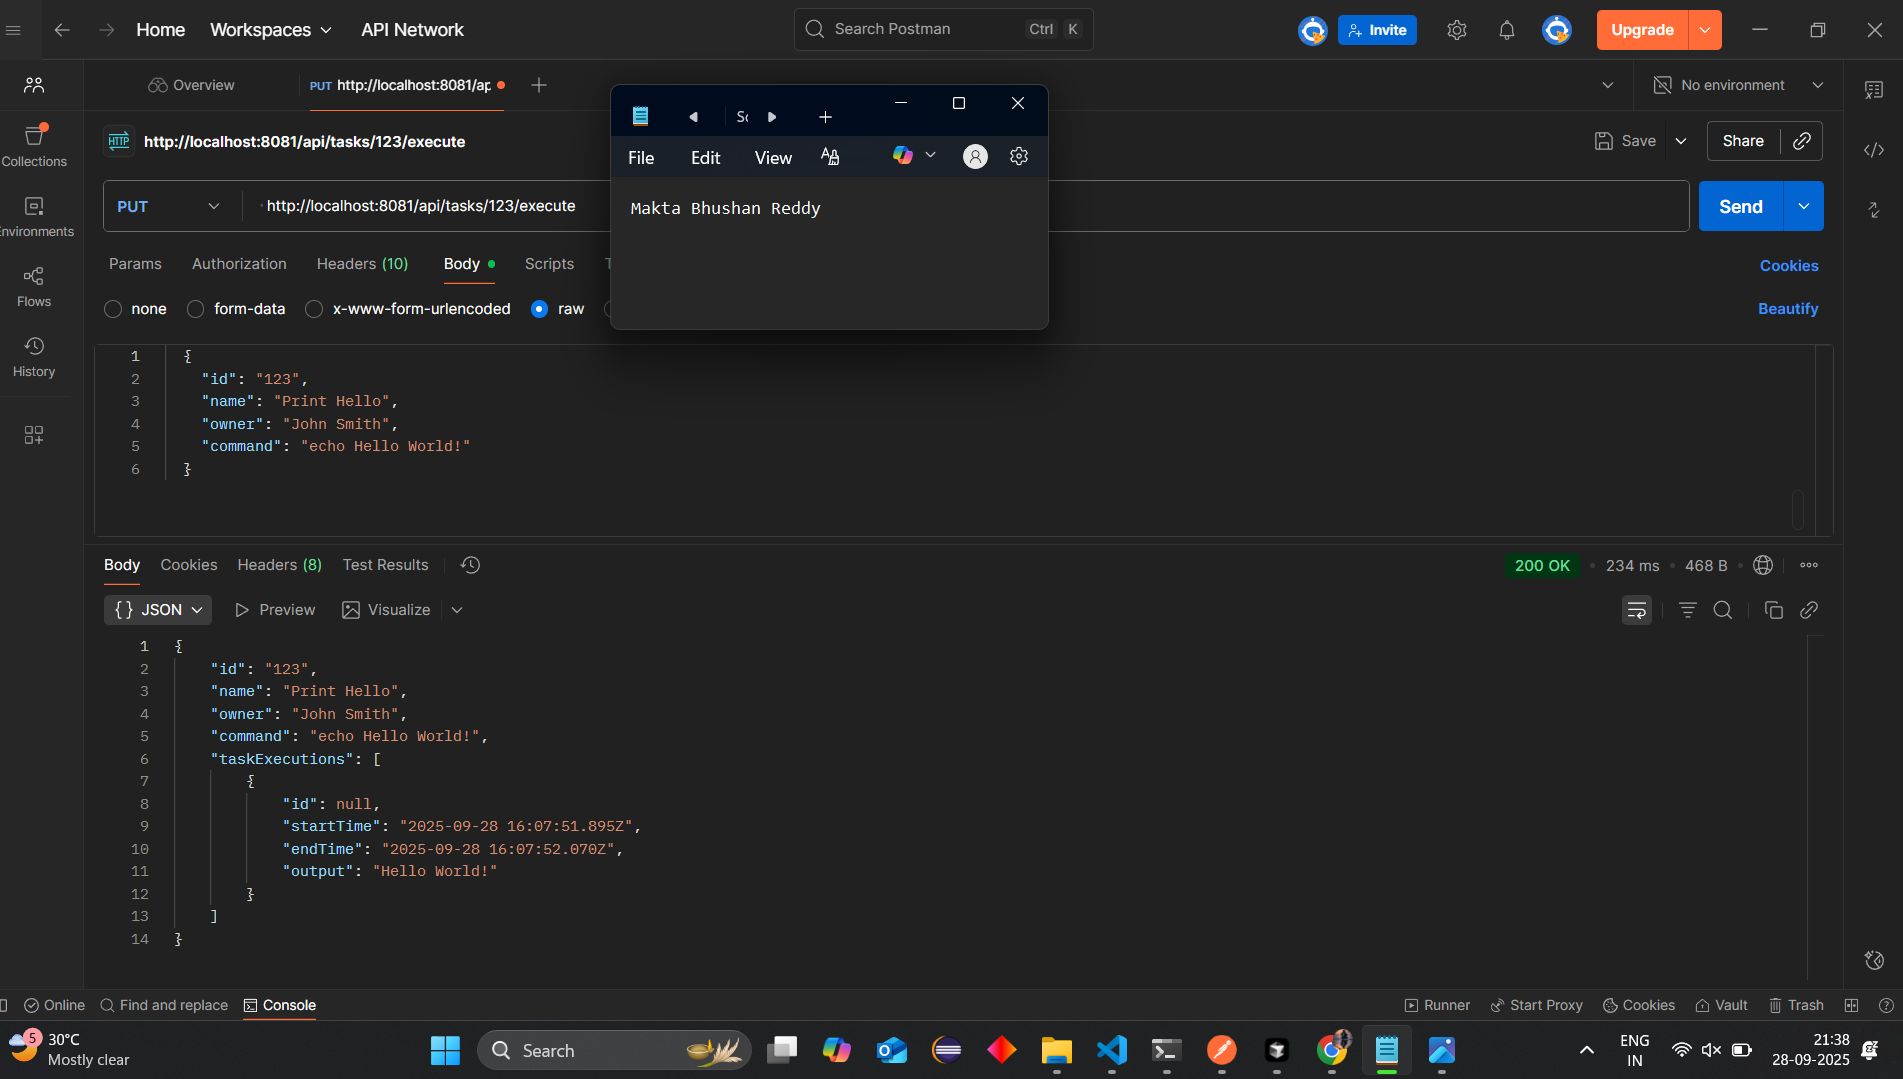 Home Workspaces API Network
Search Postman Ctrl K
Invite
Upgrade
Overview
PUT http://localhost:8081/ap
No environment
HTTP http://localhost:8081/api/tasks/123/execute
Save
Share
PUT http://localhost:8081/api/tasks/123/execute
Send
Params Authorization Headers (10) Body Scripts
Cookies
none form-data x-www-form-urlencoded raw
Beautify
File Edit View
Makta Bhushan Reddy
Collections
Environments
Flows
History
1 {
2 "id": "123",
3 "name": "Print Hello",
4 "owner": "John Smith",
5 "command": "echo Hello World!"
6 }
Body Cookies Headers (8) Test Results
200 OK • 234 ms • 468 B
{} JSON Preview Visualize
1 {
2 "id": "123",
3 "name": "Print Hello",
4 "owner": "John Smith",
5 "command": "echo Hello World!",
6 "taskExecutions": [
7 {
8 "id": null,
9 "startTime": "2025-09-28 16:07:51.895Z",
10 "endTime": "2025-09-28 16:07:52.070Z",
11 "output": "Hello World!"
12 }
13 ]
14 }
Online Find and replace Console
Runner Start Proxy Cookies Vault Trash
5
30°C
Mostly clear
Search
ENG
IN
21:38
28-09-2025